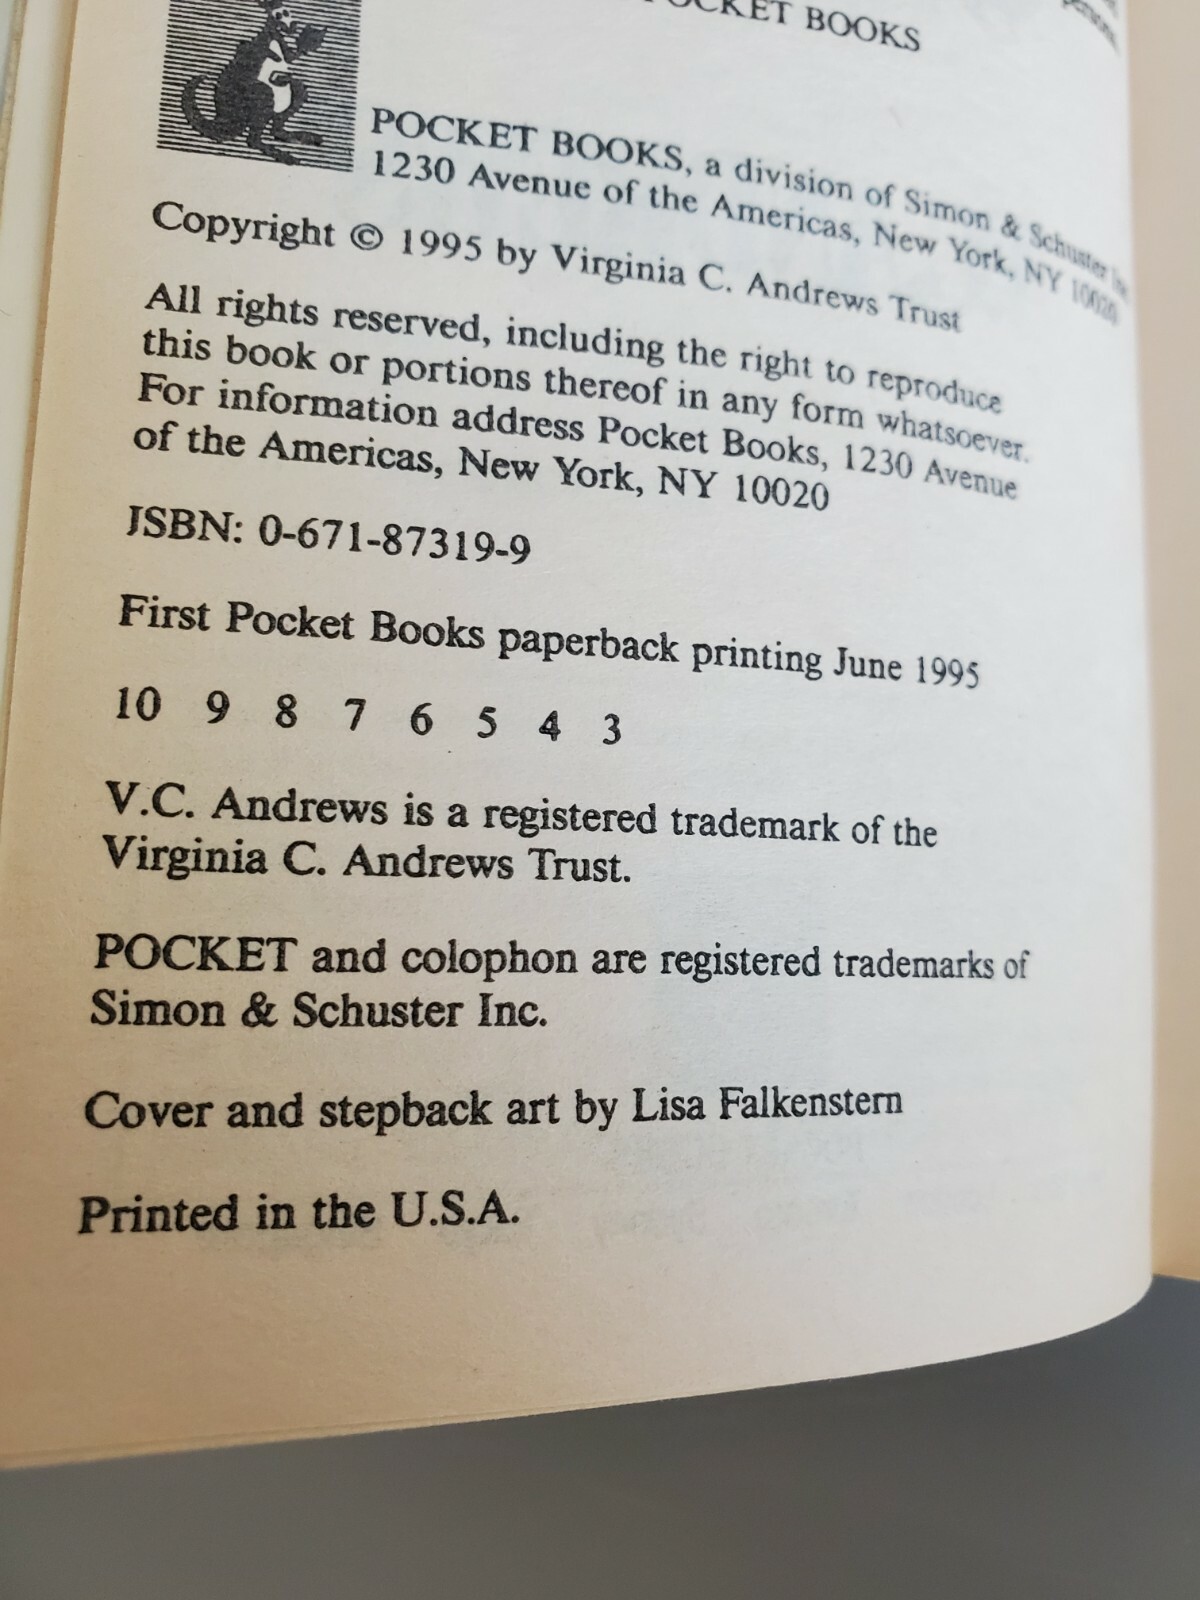 POCKET BOOKS
POCKET BOOKS, a division of Simon & Schuster Inc.
1230 Avenue of the Americas, New York, NY 10020
Copyright © 1995 by Virginia C. Andrews Trust
All rights reserved, including the right to reproduce
this book or portions thereof in any form whatsoever.
For information address Pocket Books, 1230 Avenue
of the Americas, New York, NY 10020
ISBN: 0-671-87319-9
First Pocket Books paperback printing June 1995
10 9 8 7 6 5 4 3
V.C. Andrews is a registered trademark of the
Virginia C. Andrews Trust.
POCKET and colophon are registered trademarks of
Simon & Schuster Inc.
Cover and stepback art by Lisa Falkenstern
Printed in the U.S.A.